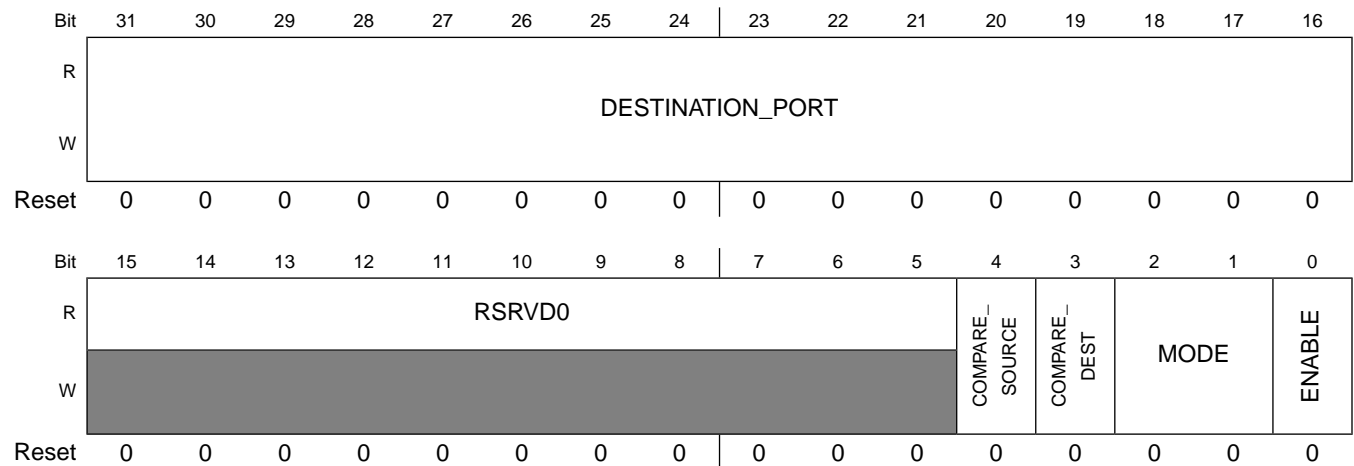 Bit 31 30 29 28 27 26 25 24 23 22 21 20 19 18 17 16
R
DESTINATION_PORT
W
Reset 0 0 0 0 0 0 0 0 0 0 0 0 0 0 0 0
Bit 15 14 13 12 11 10 9 8 7 6 5 4 3 2 1 0
R RSRVD0
COMPARE_
SOURCE
COMPARE_
DEST
MODE
ENABLE
W
Reset 0 0 0 0 0 0 0 0 0 0 0 0 0 0 0 0